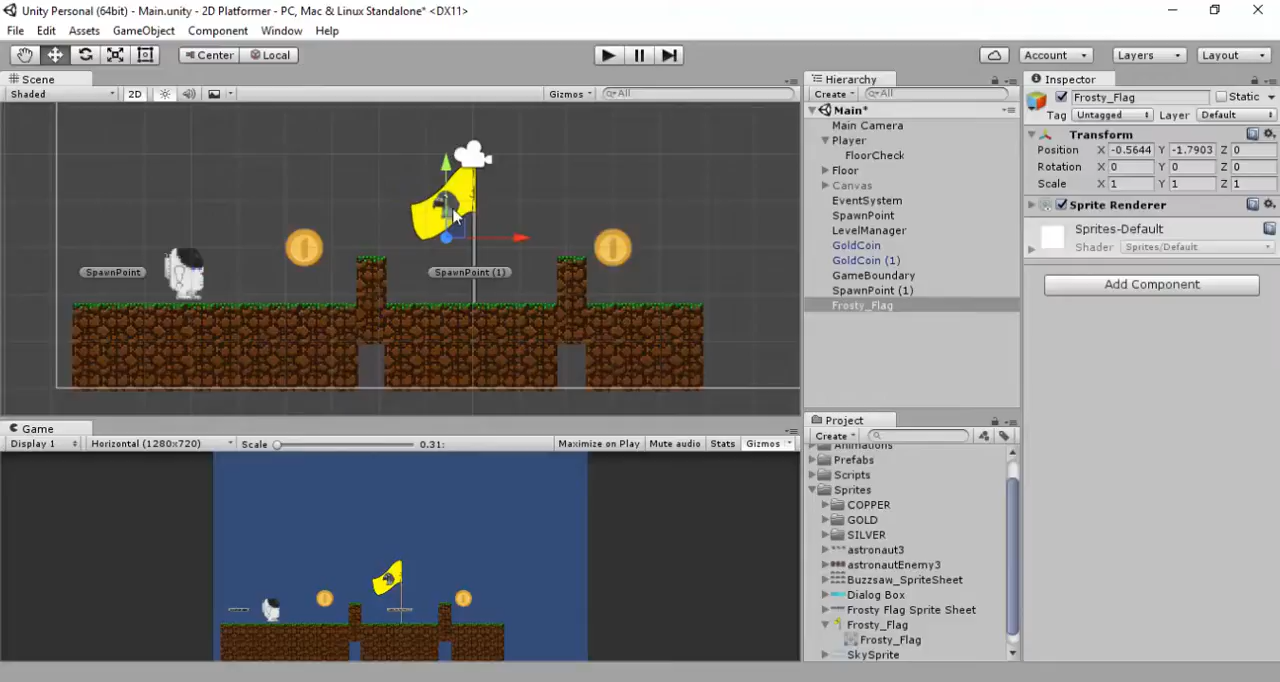 Unity Personal (64bit) - Main.unity - 2D Platformer - PC, Mac & Linux Standalone* <DX11>
File Edit Assets GameObject Component Window Help
Center Local Account Layers Layout
Scene
Shaded 2D Gizmos All
SpawnPoint SpawnPoint (1)
Game
Display 1 Horizontal (1280x720) Scale 0.31: Maximize on Play Mute audio Stats Gizmos
Hierarchy
Create All
Main*
Main Camera
Player
FloorCheck
Floor
Canvas
EventSystem
SpawnPoint
LevelManager
GoldCoin
GoldCoin (1)
GameBoundary
SpawnPoint (1)
Frosty_Flag
Project
Create
Animations
Prefabs
Scripts
Sprites
COPPER
GOLD
SILVER
astronaut3
astronautEnemy3
Buzzsaw_SpriteSheet
Dialog Box
Frosty Flag Sprite Sheet
Frosty_Flag
Frosty_Flag
SkySprite
Inspector
Frosty_Flag Static
Tag Untagged Layer Default
Transform
Position X -0.5644 Y -1.7903 Z 0
Rotation X 0 Y 0 Z 0
Scale X 1 Y 1 Z 1
Sprite Renderer
Sprites-Default
Shader Sprites/Default
Add Component